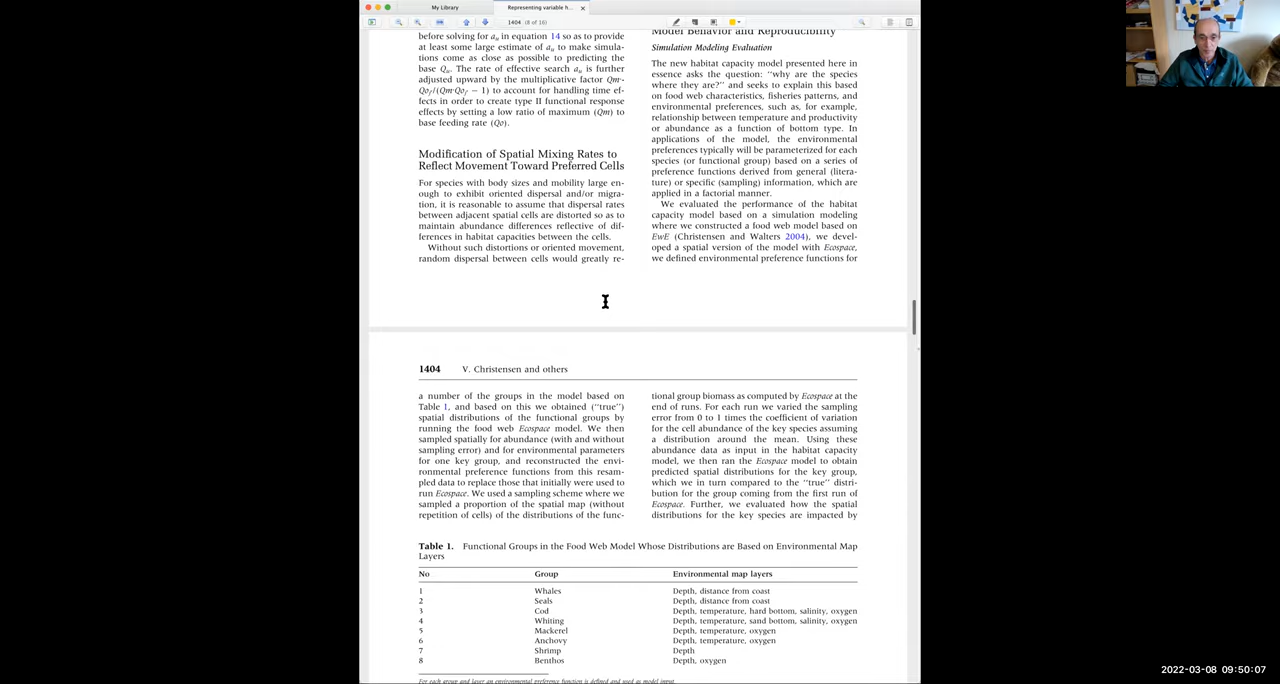 My Library
Representing variable h...
1404 (8 of 16)
before solving for au in equation 14 so as to provide
at least some large estimate of au to make simula-
tions come as close as possible to predicting the
base Qu. The rate of effective search au is further
adjusted upward by the multiplicative factor Qm·
Qo/(Qm·Qo − 1) to account for handling time ef-
fects in order to create type II functional response
effects by setting a low ratio of maximum (Qm) to
base feeding rate (Qo).
Modification of Spatial Mixing Rates to
Reflect Movement Toward Preferred Cells
For species with body sizes and mobility large en-
ough to exhibit oriented dispersal and/or migra-
tion, it is reasonable to assume that dispersal rates
between adjacent spatial cells are distorted so as to
maintain abundance differences reflective of dif-
ferences in habitat capacities between the cells.
Without such distortions or oriented movement,
random dispersal between cells would greatly re-
Model Behavior and Reproducibility
Simulation Modeling Evaluation
The new habitat capacity model presented here in
essence asks the question: ‘‘why are the species
where they are?’’ and seeks to explain this based
on food web characteristics, fisheries patterns, and
environmental preferences, such as, for example,
relationship between temperature and productivity
or abundance as a function of bottom type. In
applications of the model, the environmental
preferences typically will be parameterized for each
species (or functional group) based on a series of
preference functions derived from general (litera-
ture) or specific (sampling) information, which are
applied in a factorial manner.
We evaluated the performance of the habitat
capacity model based on a simulation modeling
where we constructed a food web model based on
EwE (Christensen and Walters 2004), we devel-
oped a spatial version of the model with Ecospace,
we defined environmental preference functions for
1404 V. Christensen and others
a number of the groups in the model based on
Table 1, and based on this we obtained (‘‘true’’)
spatial distributions of the functional groups by
running the food web Ecospace model. We then
sampled spatially for abundance (with and without
sampling error) and for environmental parameters
for one key group, and reconstructed the envi-
ronmental preference functions from this resam-
pled data to replace those that initially were used to
run Ecospace. We used a sampling scheme where we
sampled a proportion of the spatial map (without
repetition of cells) of the distributions of the func-
tional group biomass as computed by Ecospace at the
end of runs. For each run we varied the sampling
error from 0 to 1 times the coefficient of variation
for the cell abundance of the key species assuming
a distribution around the mean. Using these
abundance data as input in the habitat capacity
model, we then ran the Ecospace model to obtain
predicted spatial distributions for the key group,
which we in turn compared to the ‘‘true’’ distri-
bution for the group coming from the first run of
Ecospace. Further, we evaluated how the spatial
distributions for the key species are impacted by
Table 1. Functional Groups in the Food Web Model Whose Distributions are Based on Environmental Map
Layers
No Group Environmental map layers
1 Whales Depth, distance from coast
2 Seals Depth, distance from coast
3 Cod Depth, temperature, hard bottom, salinity, oxygen
4 Whiting Depth, temperature, sand bottom, salinity, oxygen
5 Mackerel Depth, temperature, oxygen
6 Anchovy Depth, temperature, oxygen
7 Shrimp Depth
8 Benthos Depth, oxygen
For each group and layer an environmental preference function is defined and used as model input.
2022-03-08 09:50:07